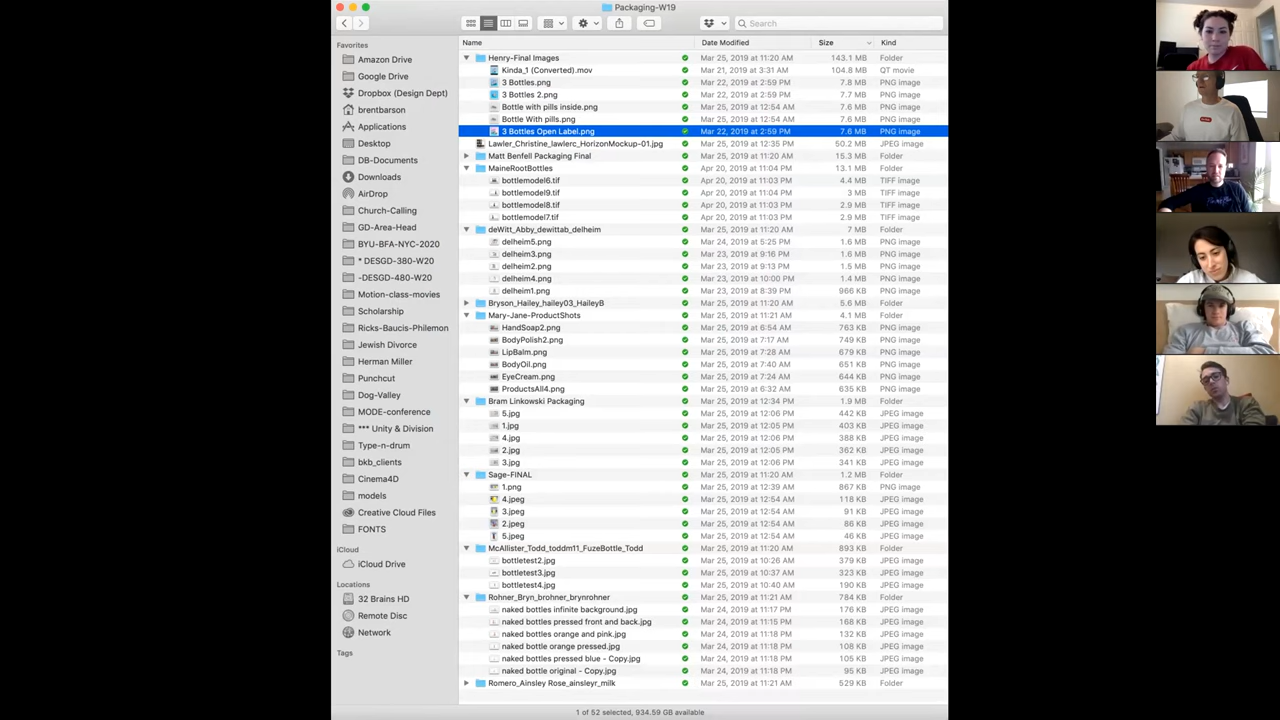 Packaging-W19
Search
Favorites
Amazon Drive
Google Drive
Dropbox (Design Dept)
brentbarson
Applications
Desktop
DB-Documents
Downloads
AirDrop
Church-Calling
GD-Area-Head
BYU-BFA-NYC-2020
* DESGD-380-W20
-DESGD-480-W20
Motion-class-movies
Scholarship
Ricks-Baucis-Philemon
Jewish Divorce
Herman Miller
Punchcut
Dog-Valley
MODE-conference
*** Unity & Division
Type-n-drum
bkb_clients
Cinema4D
models
Creative Cloud Files
FONTS
iCloud
iCloud Drive
Locations
32 Brains HD
Remote Disc
Network
Tags
Name Date Modified Size Kind
Henry-Final Images Mar 25, 2019 at 11:20 AM 143.1 MB Folder
Kinda_1 (Converted).mov Mar 21, 2019 at 3:31 AM 104.8 MB QT movie
3 Bottles.png Mar 22, 2019 at 2:59 PM 7.8 MB PNG image
3 Bottles 2.png Mar 22, 2019 at 2:59 PM 7.7 MB PNG image
Bottle with pills inside.png Mar 25, 2019 at 12:54 AM 7.6 MB PNG image
Bottle With pills.png Mar 25, 2019 at 12:54 AM 7.6 MB PNG image
3 Bottles Open Label.png Mar 22, 2019 at 2:59 PM 7.6 MB PNG image
Lawler_Christine_lawlerc_HorizonMockup-01.jpg Mar 25, 2019 at 12:35 PM 50.2 MB JPEG image
Matt Benfell Packaging Final Mar 25, 2019 at 11:20 AM 15.3 MB Folder
MaineRootBottles Apr 20, 2019 at 11:04 PM 13.1 MB Folder
bottlemodel6.tif Apr 20, 2019 at 11:04 PM 4.4 MB TIFF image
bottlemodel9.tif Apr 20, 2019 at 11:03 PM 3 MB TIFF image
bottlemodel8.tif Apr 20, 2019 at 11:03 PM 2.9 MB TIFF image
bottlemodel7.tif Apr 20, 2019 at 11:03 PM 2.9 MB TIFF image
deWitt_Abby_dewittab_delheim Mar 25, 2019 at 11:20 AM 7 MB Folder
delheim5.png Mar 24, 2019 at 5:25 PM 1.6 MB PNG image
delheim3.png Mar 23, 2019 at 9:16 PM 1.6 MB PNG image
delheim2.png Mar 23, 2019 at 9:13 PM 1.5 MB PNG image
delheim4.png Mar 23, 2019 at 10:00 PM 1.4 MB PNG image
delheim1.png Mar 23, 2019 at 8:39 PM 966 KB PNG image
Bryson_Hailey_hailey03_HaileyB Mar 25, 2019 at 11:20 AM 5.6 MB Folder
Mary-Jane-ProductShots Mar 25, 2019 at 11:21 AM 4.1 MB Folder
HandSoap2.png Mar 25, 2019 at 6:54 AM 763 KB PNG image
BodyPolish2.png Mar 25, 2019 at 7:17 AM 749 KB PNG image
LipBalm.png Mar 25, 2019 at 7:28 AM 679 KB PNG image
BodyOil.png Mar 25, 2019 at 7:40 AM 651 KB PNG image
EyeCream.png Mar 25, 2019 at 7:24 AM 644 KB PNG image
ProductsAll4.png Mar 25, 2019 at 6:32 AM 635 KB PNG image
Bram Linkowski Packaging Mar 25, 2019 at 12:34 PM 1.9 MB Folder
5.jpg Mar 25, 2019 at 12:06 PM 442 KB JPEG image
1.jpg Mar 25, 2019 at 12:05 PM 403 KB JPEG image
4.jpg Mar 25, 2019 at 12:06 PM 388 KB JPEG image
2.jpg Mar 25, 2019 at 12:05 PM 362 KB JPEG image
3.jpg Mar 25, 2019 at 12:06 PM 341 KB JPEG image
Sage-FINAL Mar 25, 2019 at 11:20 AM 1.2 MB Folder
1.png Mar 25, 2019 at 12:39 AM 867 KB PNG image
4.jpeg Mar 25, 2019 at 12:54 AM 118 KB JPEG image
3.jpeg Mar 25, 2019 at 12:54 AM 91 KB JPEG image
2.jpeg Mar 25, 2019 at 12:54 AM 86 KB JPEG image
5.jpeg Mar 25, 2019 at 12:54 AM 46 KB JPEG image
McAllister_Todd_toddm11_FuzeBottle_Todd Mar 25, 2019 at 11:20 AM 893 KB Folder
bottletest2.jpg Mar 25, 2019 at 10:26 AM 379 KB JPEG image
bottletest3.jpg Mar 25, 2019 at 10:37 AM 323 KB JPEG image
bottletest4.jpg Mar 25, 2019 at 10:40 AM 190 KB JPEG image
Rohner_Bryn_brohner_brynrohner Mar 25, 2019 at 11:21 AM 784 KB Folder
naked bottles infinite background.jpg Mar 24, 2019 at 11:17 PM 176 KB JPEG image
naked bottles pressed front and back.jpg Mar 24, 2019 at 11:15 PM 168 KB JPEG image
naked bottles orange and pink.jpg Mar 24, 2019 at 11:18 PM 132 KB JPEG image
naked bottle orange pressed.jpg Mar 24, 2019 at 11:18 PM 108 KB JPEG image
naked bottles pressed blue - Copy.jpg Mar 24, 2019 at 11:18 PM 105 KB JPEG image
naked bottle original - Copy.jpg Mar 24, 2019 at 11:18 PM 95 KB JPEG image
Romero_Ainsley Rose_ainsleyr_milk Mar 25, 2019 at 11:21 AM 529 KB Folder
1 of 52 selected, 934.59 GB available